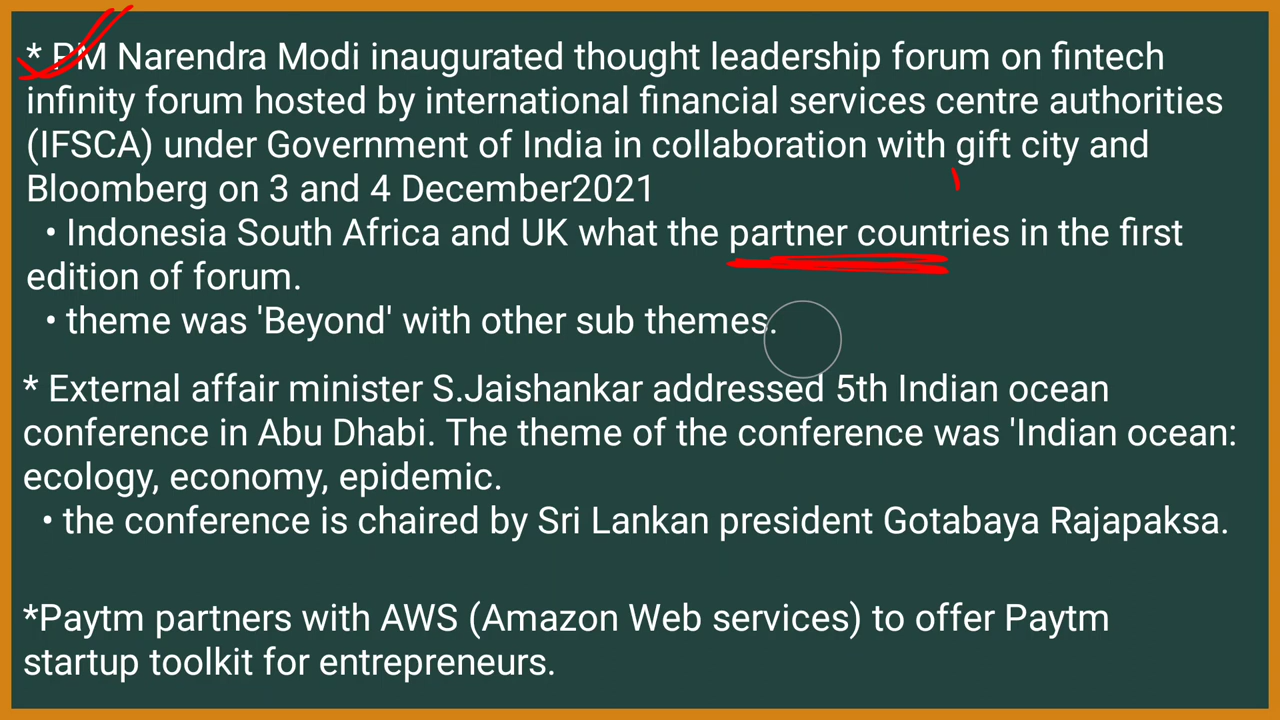 * PM Narendra Modi inaugurated thought leadership forum on fintech
infinity forum hosted by international financial services centre authorities
(IFSCA) under Government of India in collaboration with gift city and
Bloomberg on 3 and 4 December2021
• Indonesia South Africa and UK what the partner countries in the first
edition of forum.
• theme was 'Beyond' with other sub themes.
* External affair minister S.Jaishankar addressed 5th Indian ocean
conference in Abu Dhabi. The theme of the conference was 'Indian ocean:
ecology, economy, epidemic.
• the conference is chaired by Sri Lankan president Gotabaya Rajapaksa.
*Paytm partners with AWS (Amazon Web services) to offer Paytm
startup toolkit for entrepreneurs.